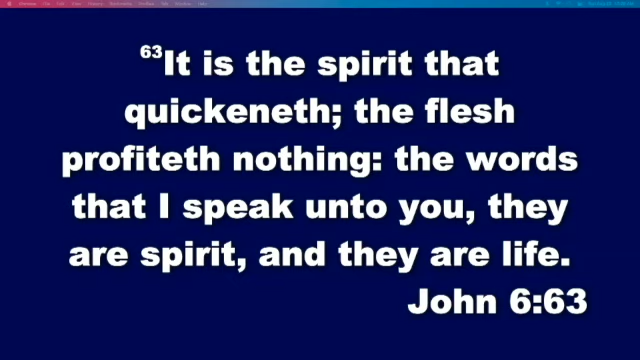 63It is the spirit that
quickeneth; the flesh
profiteth nothing: the words
that I speak unto you, they
are spirit, and they are life.
John 6:63